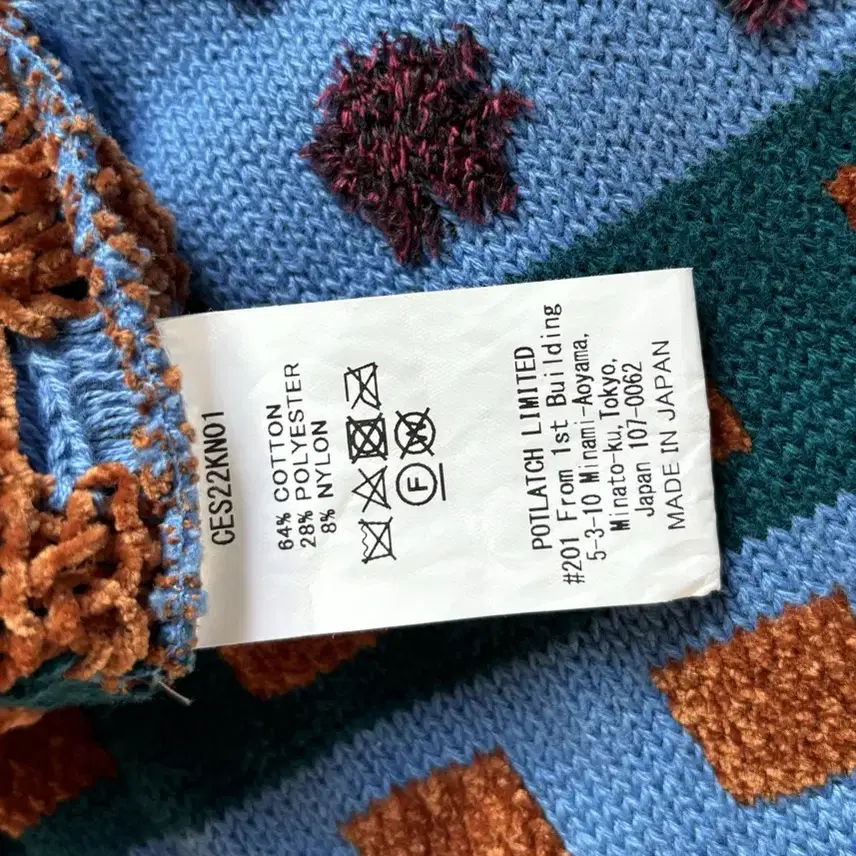 CES22KN01
64% COTTON
28% POLYESTER
8% NYLON
F
W
POTLATCH LIMITED
#201 From 1st Building
5-3-10 Minami-Aoyama,
Minato-ku, Tokyo,
Japan 107-0062
MADE IN JAPAN